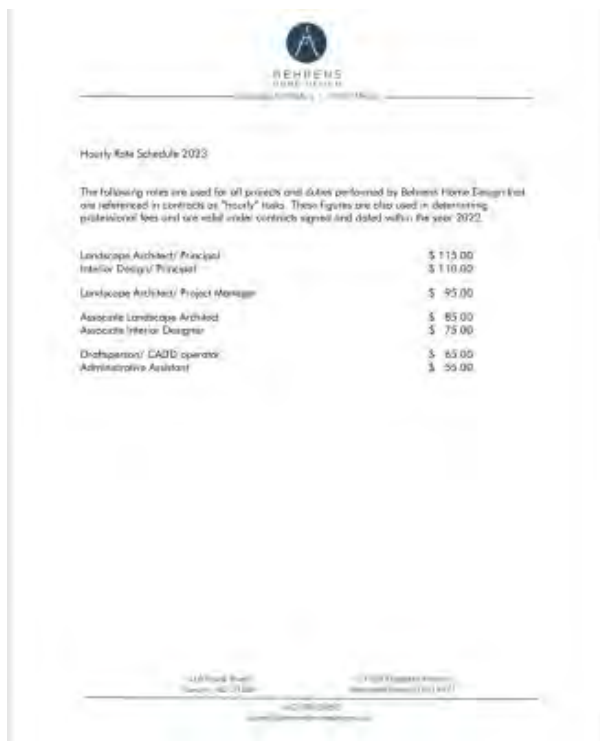 BEHRENS
HOME DESIGN
Hourly Rate Schedule 2023
The following rates are used for all projects and duties performed by Behrens Home Design that
are referenced in contracts as "hourly" tasks. These figures are also used in determining
professional fees and are valid under contracts signed and dated within the year 2022.
Landscape Architect/ Principal $ 115.00
Interior Design/ Principal $ 110.00
Landscape Architect/ Project Manager $ 95.00
Associate Landscape Architect $ 85.00
Associate Interior Designer $ 75.00
Draftsperson/ CADD operator $ 65.00
Administrative Assistant $ 55.00